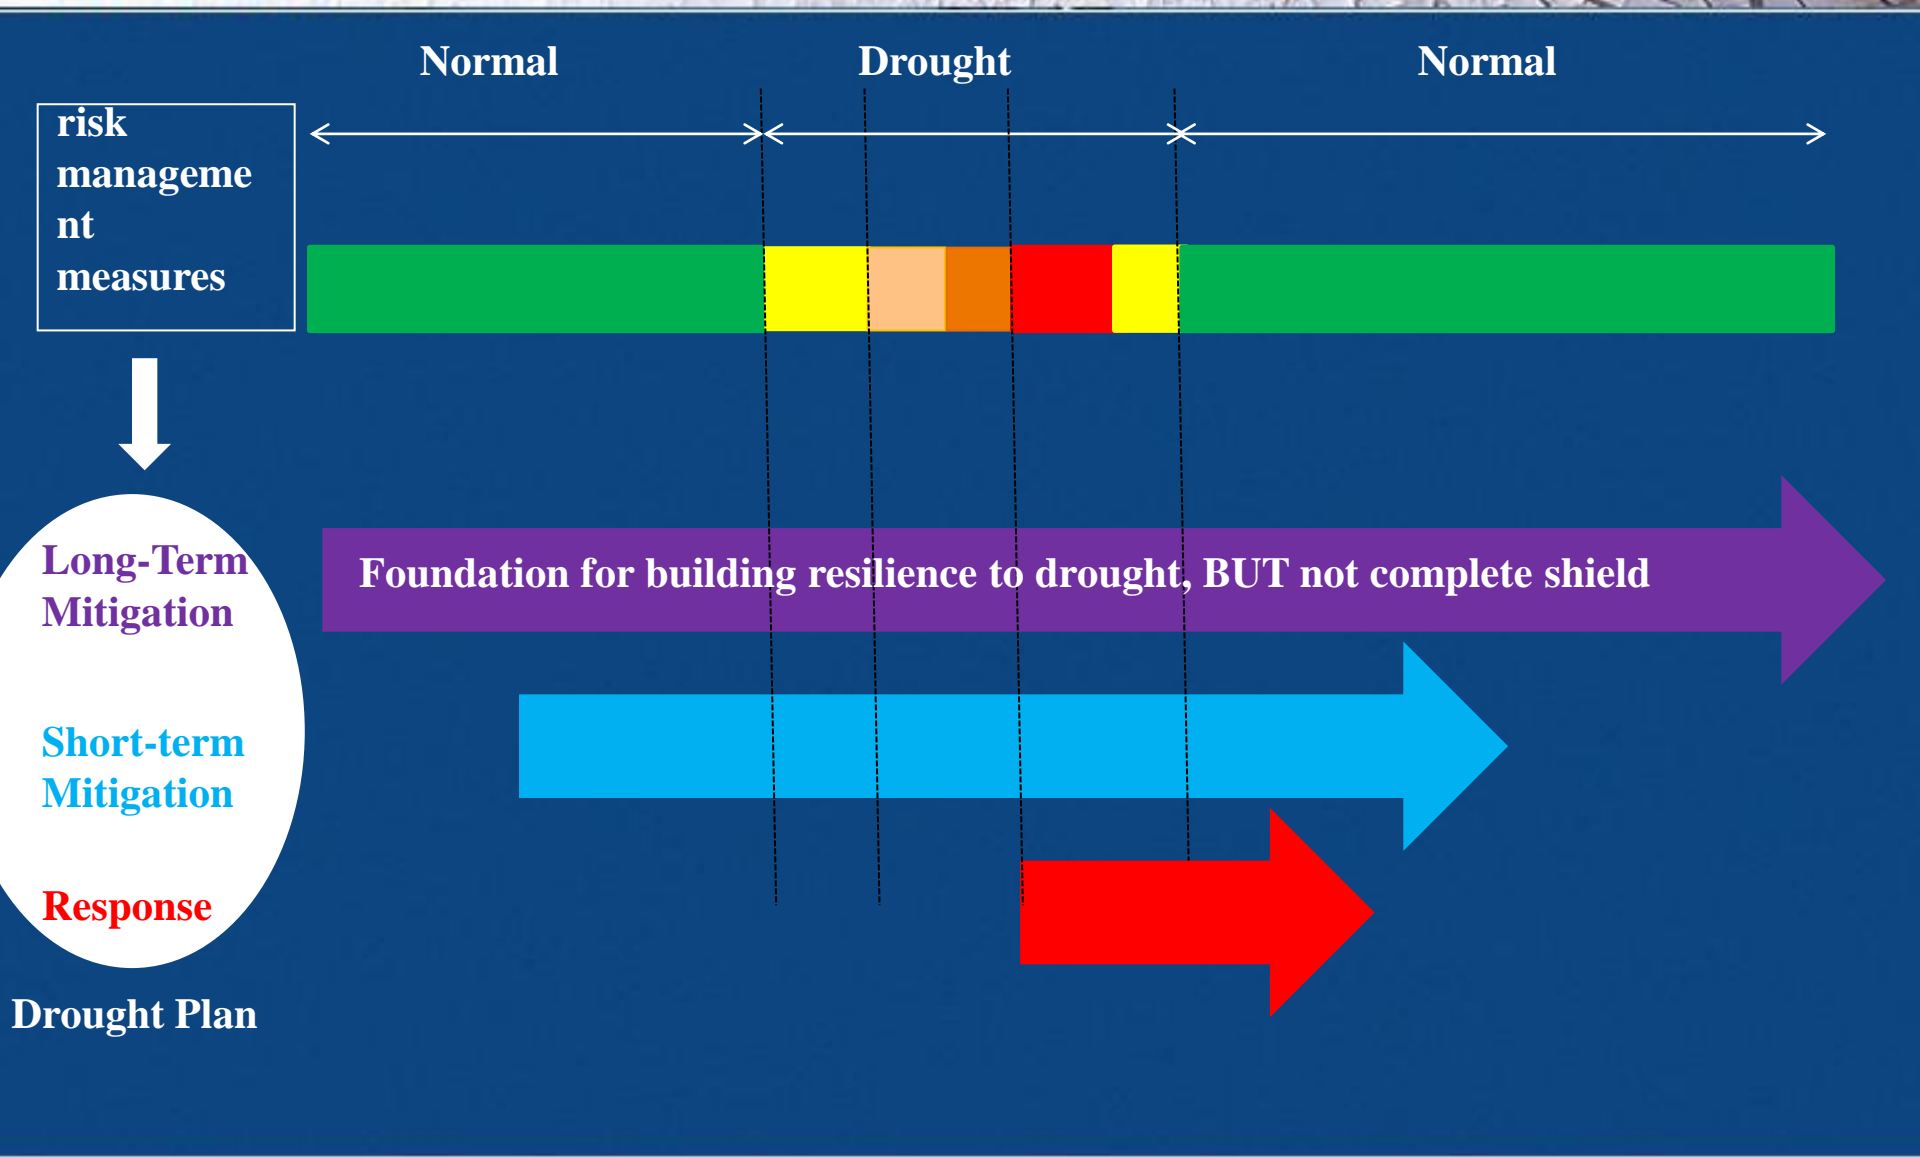 Normal
Drought
Normal
risk
manageme
nt
measures
Long-Term
Mitigation
Foundation for building resilience to drought, BUT not complete shield
Short-term
Mitigation
Response
Drought Plan